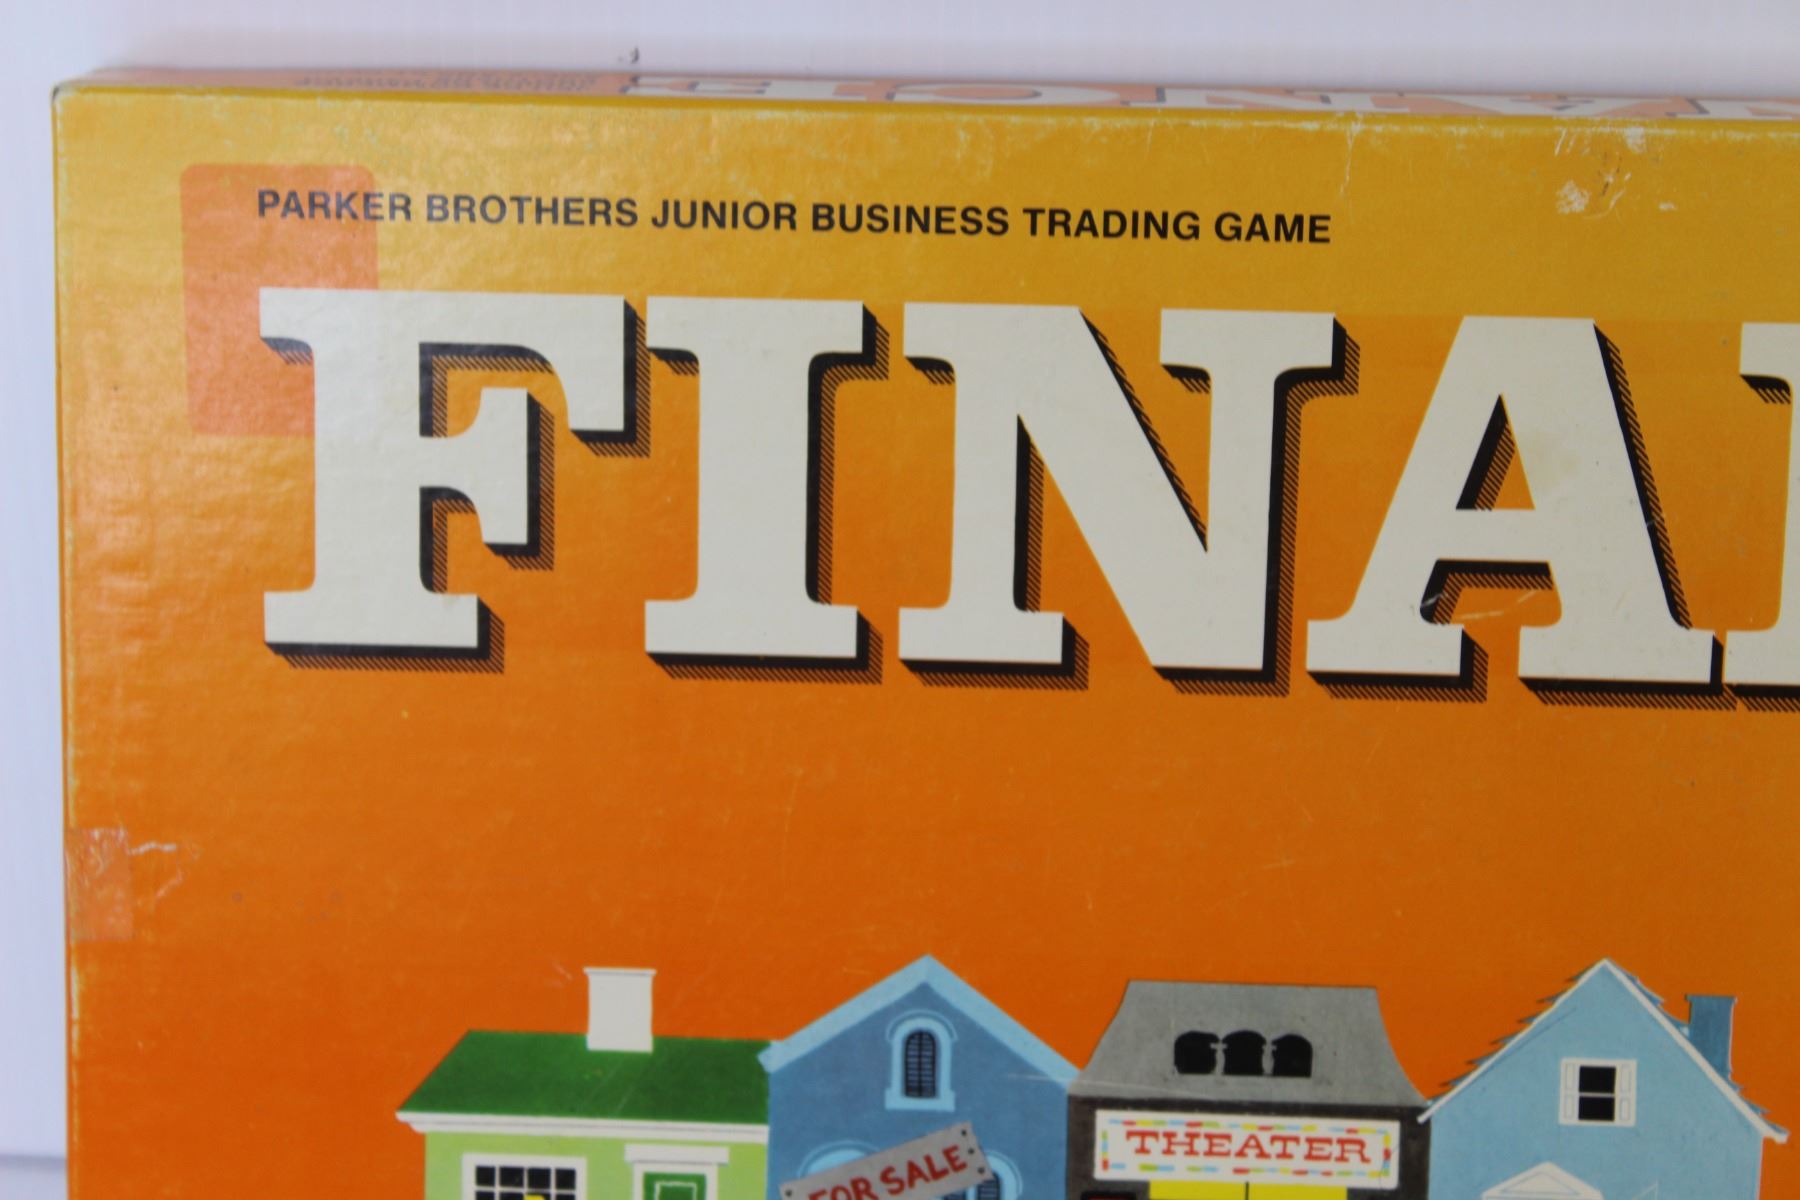 PARKER BROTHERS JUNIOR BUSINESS TRADING GAME
FINA
FOR SALE
THEATER